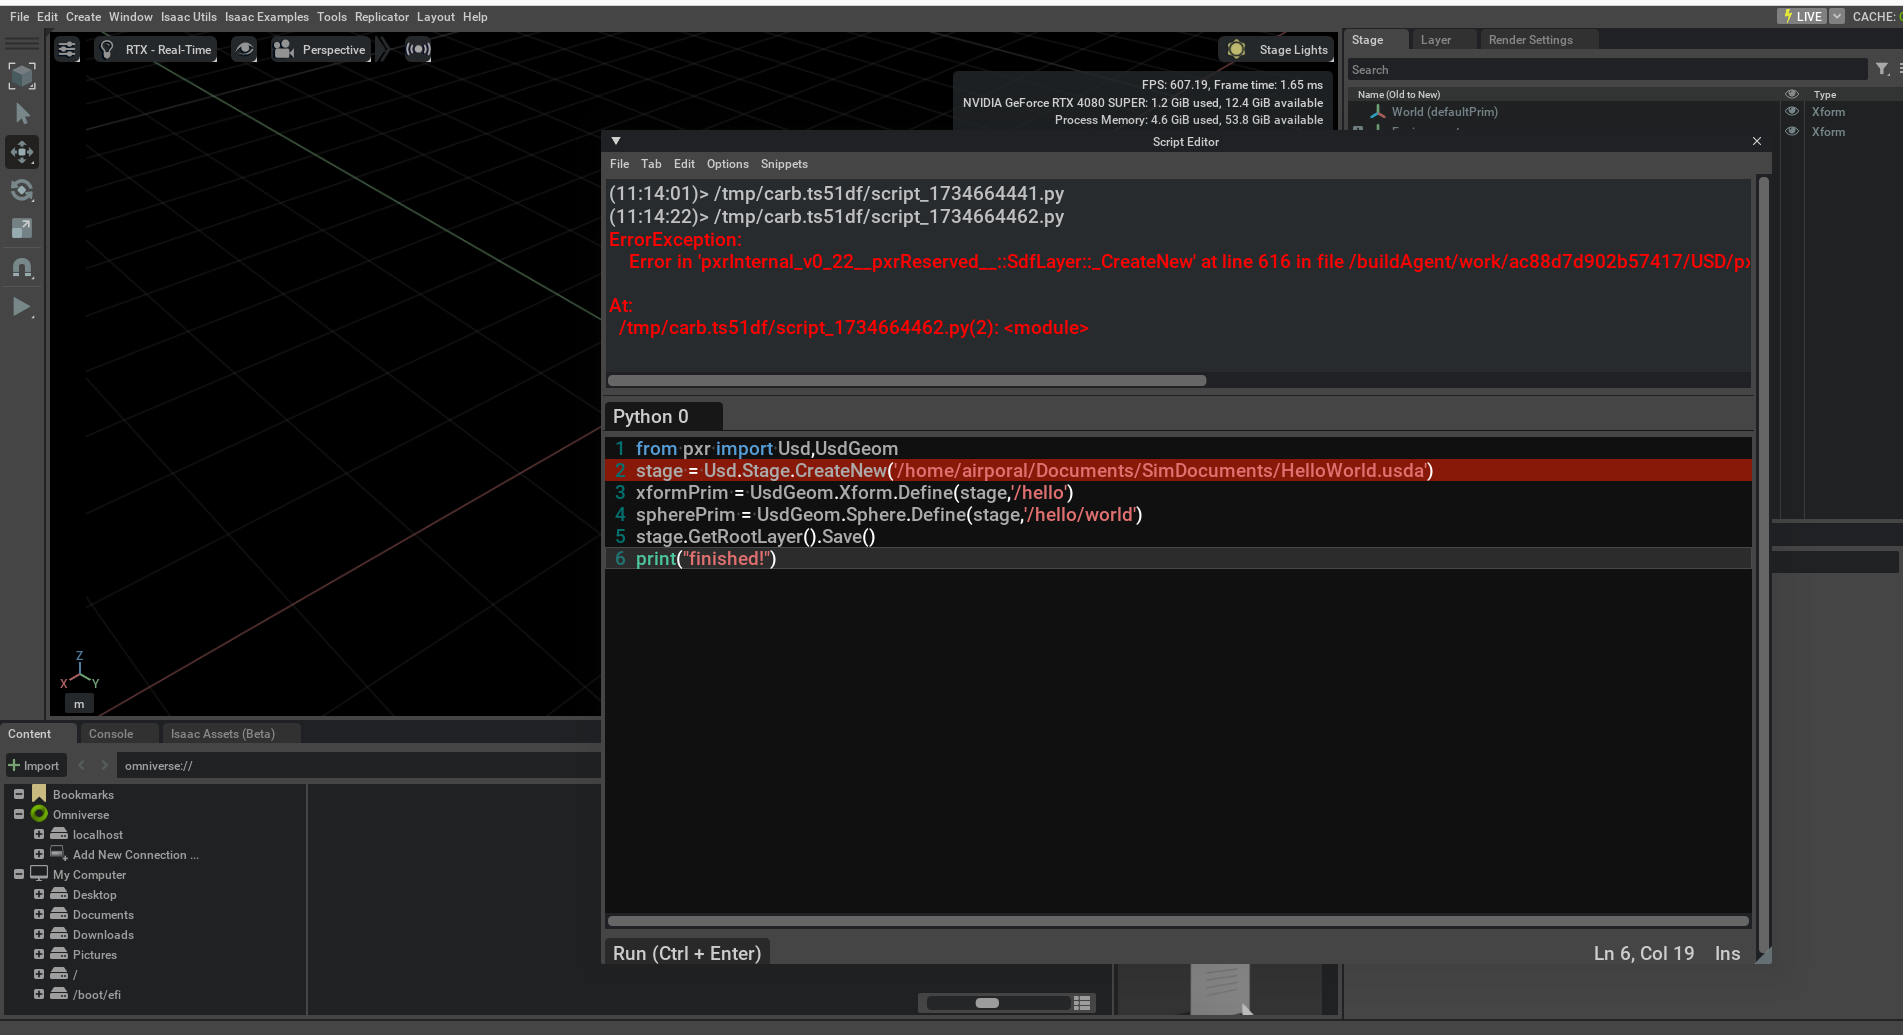 File Edit Create Window Isaac Utils Isaac Examples Tools Replicator Layout Help
LIVE CACHE:
RTX - Real-Time Perspective Stage Lights
Stage Layer Render Settings
Search
FPS: 607.19, Frame time: 1.65 ms
NVIDIA GeForce RTX 4080 SUPER: 1.2 GiB used, 12.4 GiB available
Process Memory: 4.6 GiB used, 53.8 GiB available
Name (Old to New) Type
World (defaultPrim) Xform
Xform
Script Editor
File Tab Edit Options Snippets
(11:14:01)> /tmp/carb.ts51df/script_1734664441.py
(11:14:22)> /tmp/carb.ts51df/script_1734664462.py
ErrorException:
Error in 'pxrInternal_v0_22__pxrReserved__::SdfLayer::_CreateNew' at line 616 in file /buildAgent/work/ac88d7d902b57417/USD/px
At:
/tmp/carb.ts51df/script_1734664462.py(2): <module>
Python 0
1 from pxr import Usd,UsdGeom
2 stage = Usd.Stage.CreateNew('/home/airporal/Documents/SimDocuments/HelloWorld.usda')
3 xformPrim = UsdGeom.Xform.Define(stage,'/hello')
4 spherePrim = UsdGeom.Sphere.Define(stage,'/hello/world')
5 stage.GetRootLayer().Save()
6 print("finished!")
Run (Ctrl + Enter) Ln 6, Col 19 Ins
Z
X Y
m
Content Console Isaac Assets (Beta)
Import omniverse://
Bookmarks
Omniverse
localhost
Add New Connection ...
My Computer
Desktop
Documents
Downloads
Pictures
/
/boot/efi